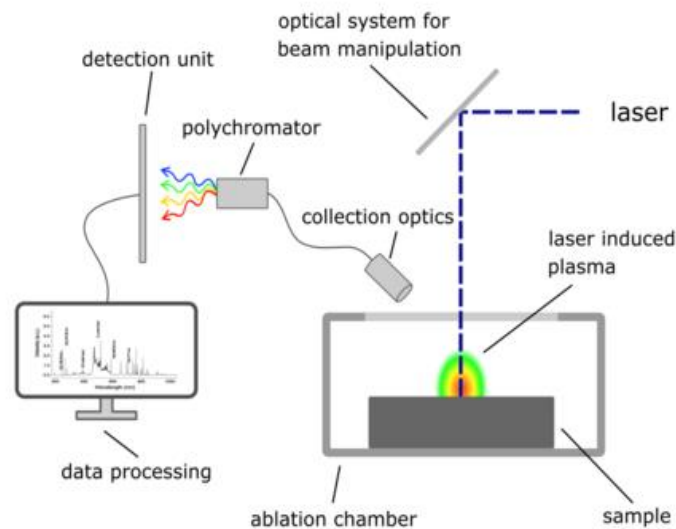 optical system for
beam manipulation
detection unit
laser
polychromator
collection optics
laser induced
plasma
data processing
ablation chamber
sample